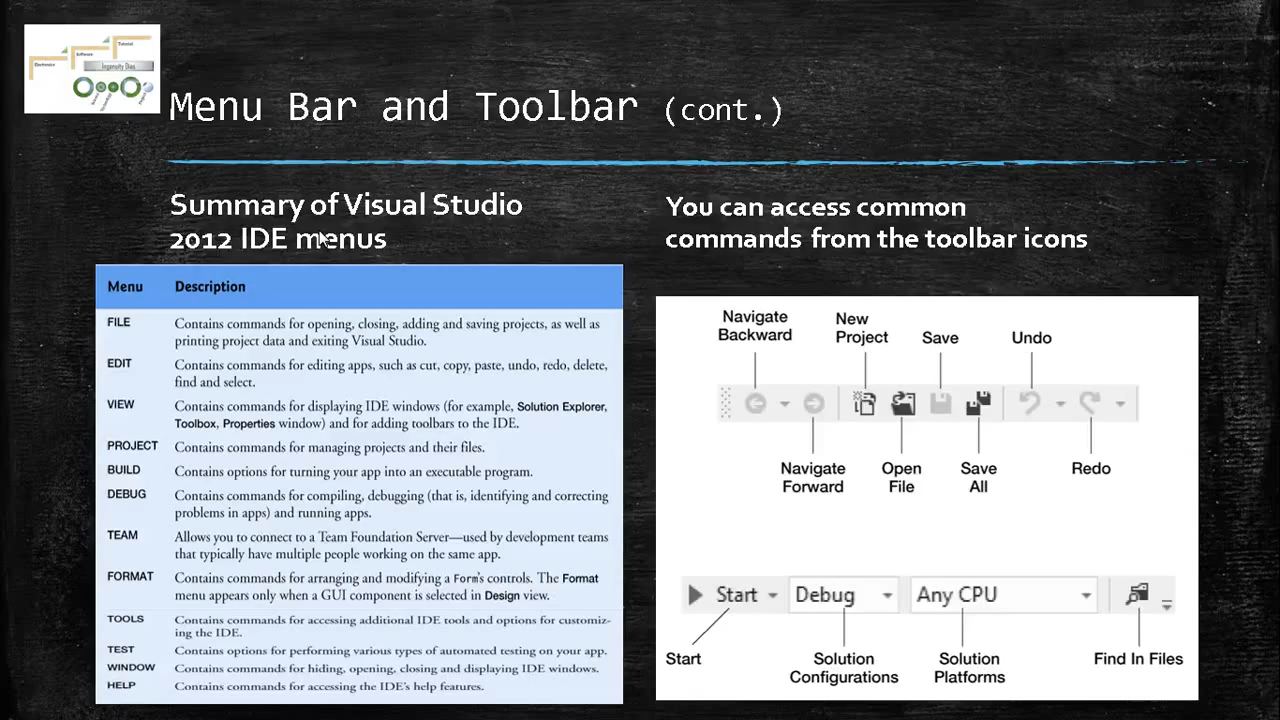 Electronics
Software
Tutorial
Ingenuity Dias
Menu Bar and Toolbar (cont.)
Summary of Visual Studio
2012 IDE menus
Menu Description
FILE Contains commands for opening, closing, adding and saving projects, as well as
printing project data and exiting Visual Studio.
EDIT Contains commands for editing apps, such as cut, copy, paste, undo, redo, delete,
find and select.
VIEW Contains commands for displaying IDE windows (for example, Solution Explorer,
Toolbox, Properties window) and for adding toolbars to the IDE.
PROJECT Contains commands for managing projects and their files.
BUILD Contains options for turning your app into an executable program.
DEBUG Contains commands for compiling, debugging (that is, identifying and correcting
problems in apps) and running apps.
TEAM Allows you to connect to a Team Foundation Server—used by development teams
that typically have multiple people working on the same app.
FORMAT Contains commands for arranging and modifying a Form's controls. The Format
menu appears only when a GUI component is selected in Design view.
TOOLS Contains commands for accessing additional IDE tools and options for customiz-
ing the IDE.
TEST Contains options for performing various types of automated testing on your app.
WINDOW Contains commands for hiding, opening, closing and displaying IDE windows.
HELP Contains commands for accessing the IDE's help features.
You can access common
commands from the toolbar icons
Navigate
Backward
New
Project
Save
Undo
Navigate
Forward
Open
File
Save
All
Redo
Start Debug Any CPU
Start
Solution
Configurations
Solution
Platforms
Find In Files